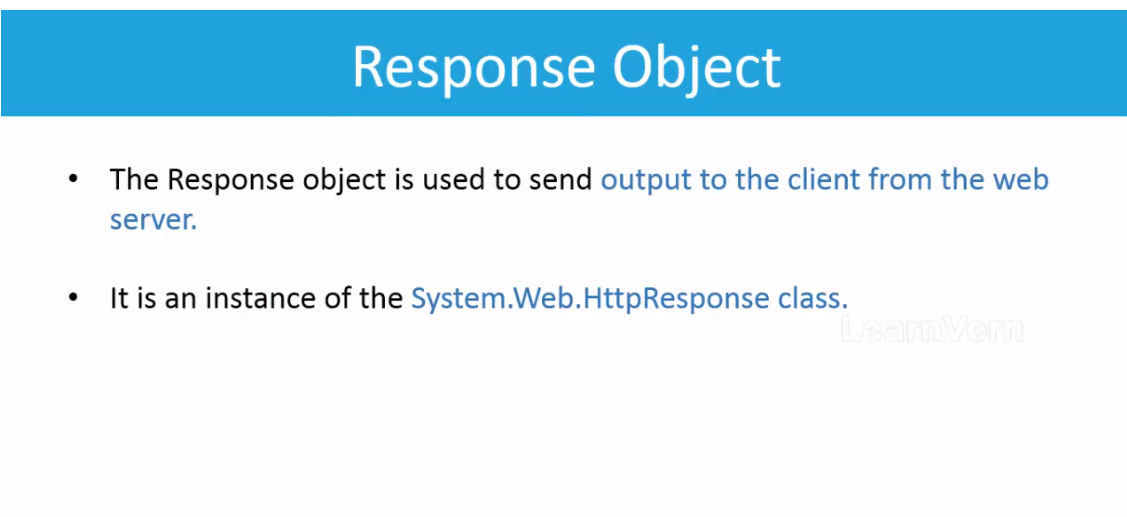 Response Object
• The Response object is used to send output to the client from the web
server.
• It is an instance of the System.Web.HttpResponse class.
LearnVern